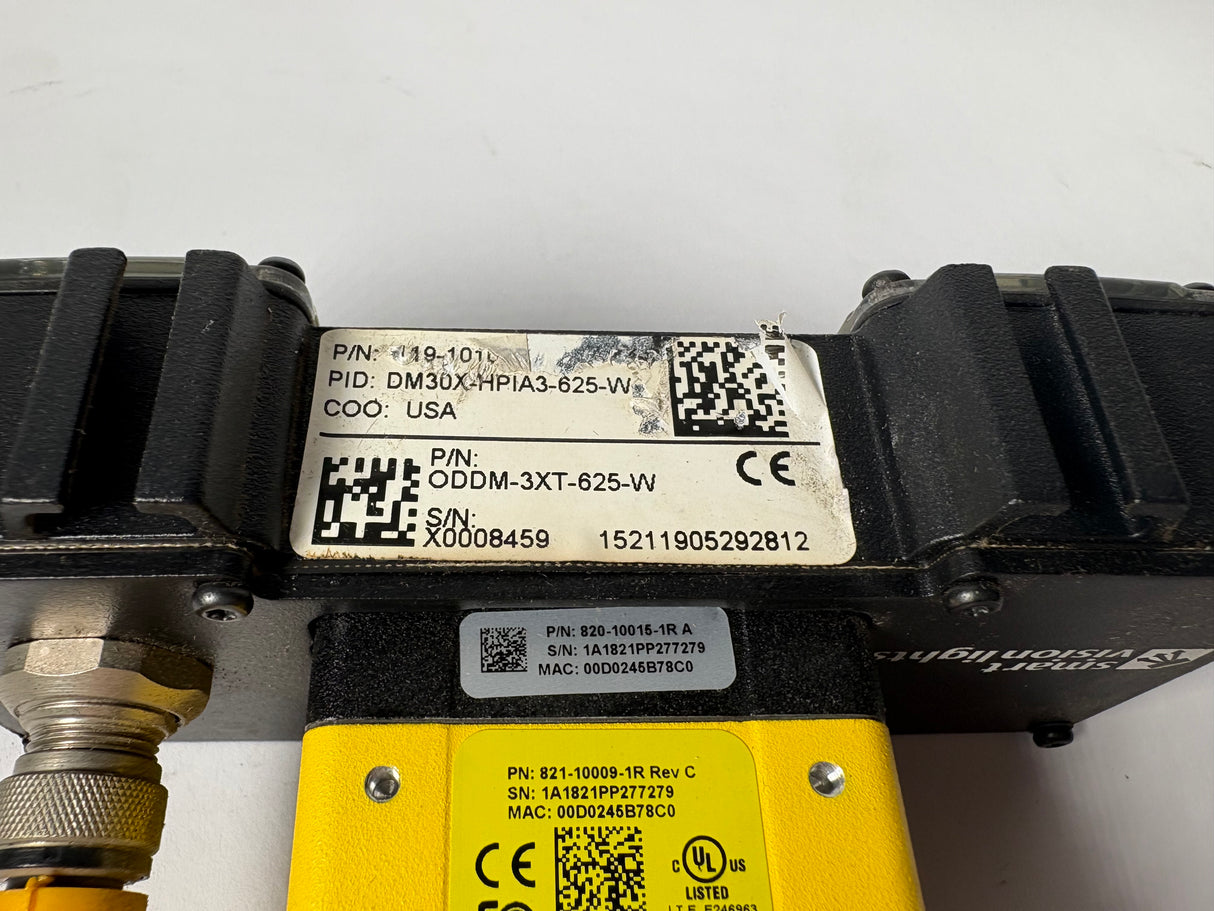 P/N:
PID: DM30X-HPIA3-625-W
COO: USA
P/N:
ODDM-3XT-625-W
S/N:
X0008459 15211905292812
CE
P/N: 820-10015-1R A
S/N: 1A1821PP277279
MAC: 00D0245B78C0
smart
vision lights
PN: 821-10009-1R Rev C
SN: 1A1821PP277279
MAC: 00D0245B78C0
CE
C UL US
LISTED
I.T.E. E246963